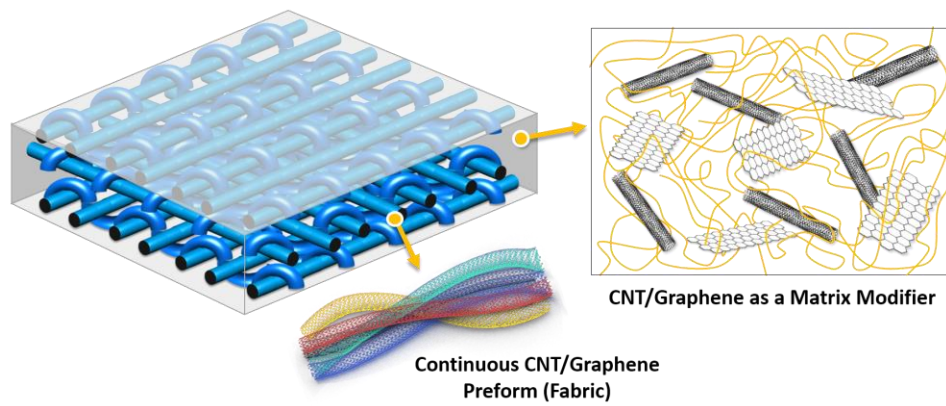 CNT/Graphene as a Matrix Modifier
Continuous CNT/Graphene
Preform (Fabric)